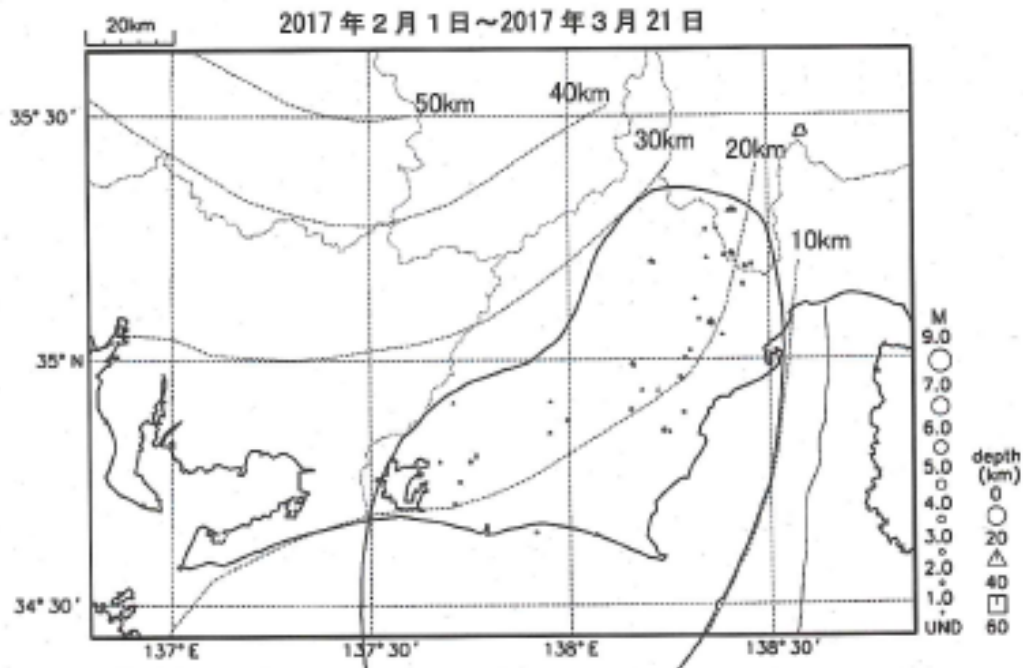 2017年2月1日～2017年3月21日
20km
50km
40km
30km
20km
10km
35° 30'
35° N
34° 30'
137° E
137° 30'
138° E
138° 30'
M
9.0
7.0
6.0
5.0
4.0
3.0
2.0
1.0
UND
depth
(km)
0
20
40
60